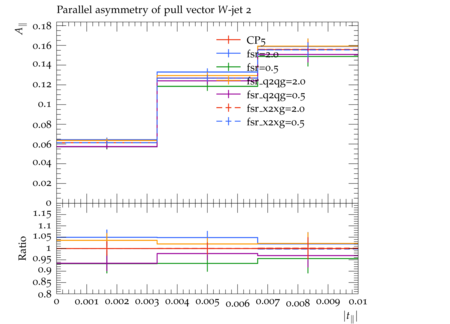 Parallel asymmetry of pull vector W-jet 2
A∥
0.18
0.16
0.14
0.12
0.1
0.08
0.06
0.04
0.02
0
CP5
fsr=2.0
fsr=0.5
fsr_q2qg=2.0
fsr_q2qg=0.5
fsr_x2xg=2.0
fsr_x2xg=0.5
Ratio
1.15
1.1
1.05
1
0.95
0.9
0.85
0.8
0 0.001 0.002 0.003 0.004 0.005 0.006 0.007 0.008 0.009 0.01
|t∥|